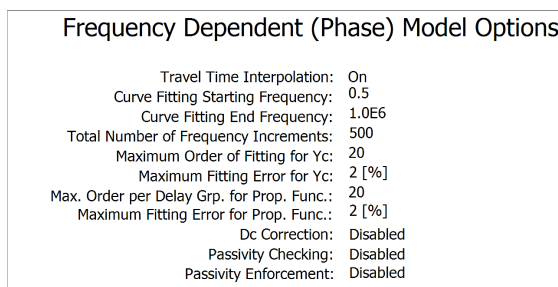 Frequency Dependent (Phase) Model Options
Travel Time Interpolation: On
Curve Fitting Starting Frequency: 0.5
Curve Fitting End Frequency: 1.0E6
Total Number of Frequency Increments: 500
Maximum Order of Fitting for Yc: 20
Maximum Fitting Error for Yc: 2 [%]
Max. Order per Delay Grp. for Prop. Func.: 20
Maximum Fitting Error for Prop. Func.: 2 [%]
Dc Correction: Disabled
Passivity Checking: Disabled
Passivity Enforcement: Disabled